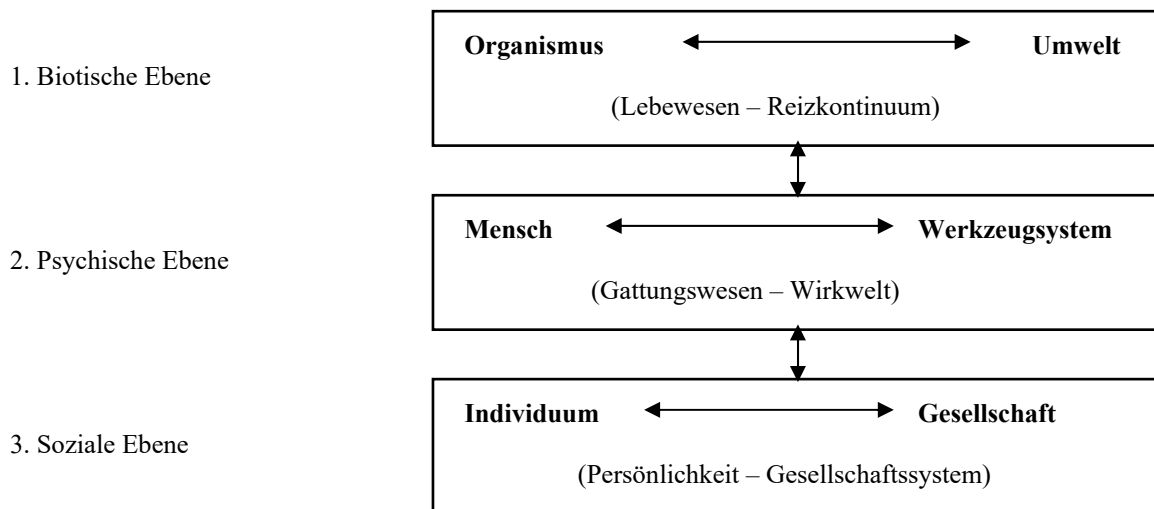 Organismus Umwelt
1. Biotische Ebene
(Lebewesen – Reizkontinuum)
Mensch Werkzeugsystem
2. Psychische Ebene
(Gattungswesen – Wirkwelt)
Individuum Gesellschaft
3. Soziale Ebene
(Persönlichkeit – Gesellschaftssystem)